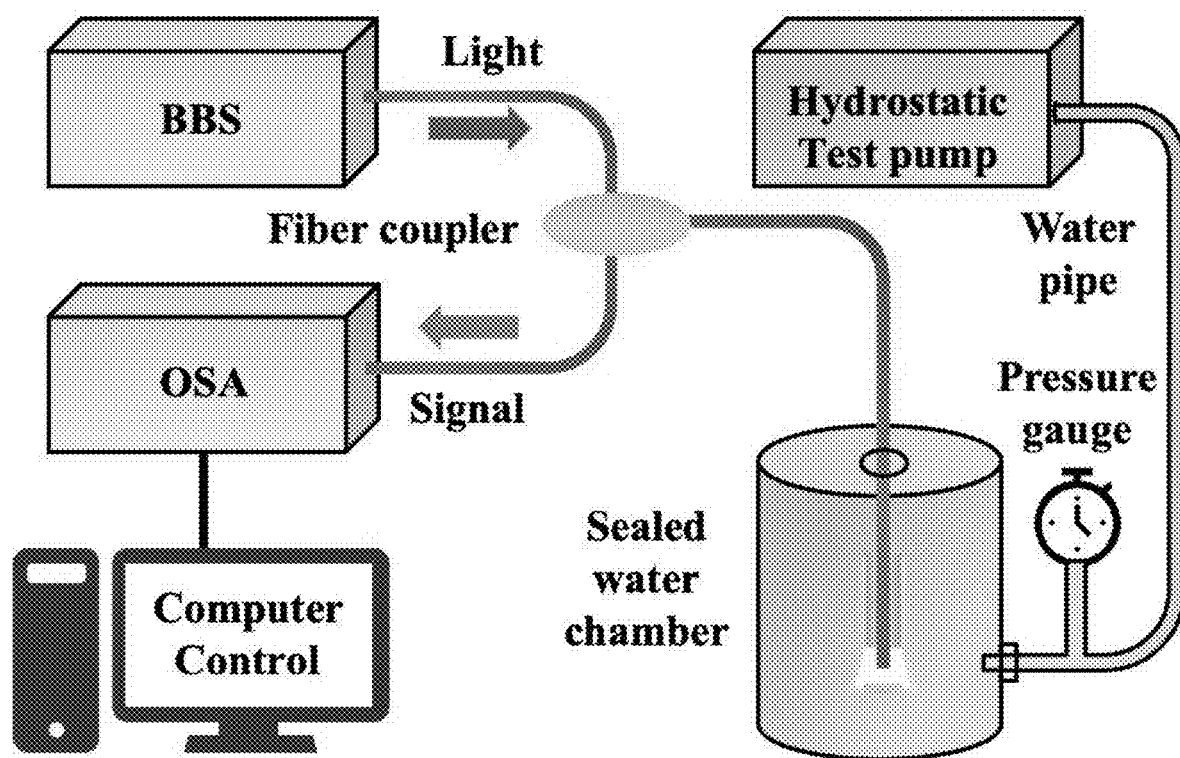 BBS
Light
Hydrostatic
Test pump
Fiber coupler
Water
pipe
OSA
Signal
Pressure
gauge
Sealed
water
chamber
Computer
Control